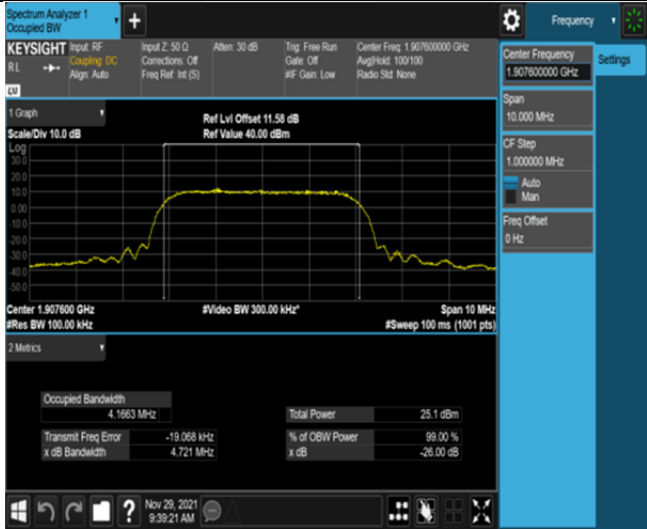 Spectrum Analyzer 1
Occupied BW
+
Frequency
KEYSIGHT
RL
LV
Input: RF
Coupling: DC
Align: Auto
Input Z: 50 Ω
Corrections: Off
Freq Ref: Int (S)
Atten: 30 dB
Trig: Free Run
Gate: Off
#IF Gain: Low
Center Freq: 1.907600000 GHz
Avg|Hold: 100/100
Radio Std: None
Center Frequency
1.907600000 GHz
Settings
Span
10.000 MHz
CF Step
1.000000 MHz
Auto
Man
Freq Offset
0 Hz
1 Graph
Scale/Div 10.0 dB
Ref Lvl Offset 11.58 dB
Ref Value 40.00 dBm
Log
30.0
20.0
10.0
0.00
-10.0
-20.0
-30.0
-40.0
-50.0
Center 1.907600 GHz
#Res BW 100.00 kHz
#Video BW 300.00 kHz*
Span 10 MHz
#Sweep 100 ms (1001 pts)
2 Metrics
Occupied Bandwidth
4.1663 MHz
Total Power 25.1 dBm
Transmit Freq Error -19.068 kHz
% of OBW Power 99.00 %
x dB Bandwidth 4.721 MHz
x dB -26.00 dB
?
Nov 29, 2021
9:39:21 AM